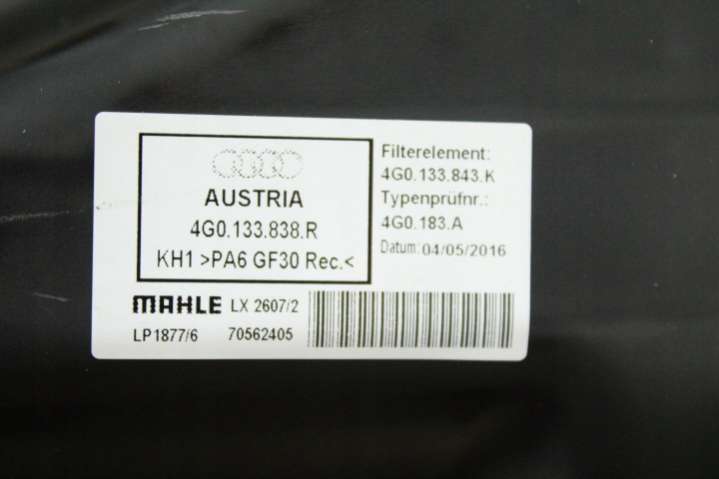 AUSTRIA
4G0.133.838.R
KH1 >PA6 GF30 Rec.<
Filterelement:
4G0.133.843.K
Typenprüfnr.:
4G0.183.A
Datum: 04/05/2016
MAHLE LX 2607/2
LP1877/6 70562405